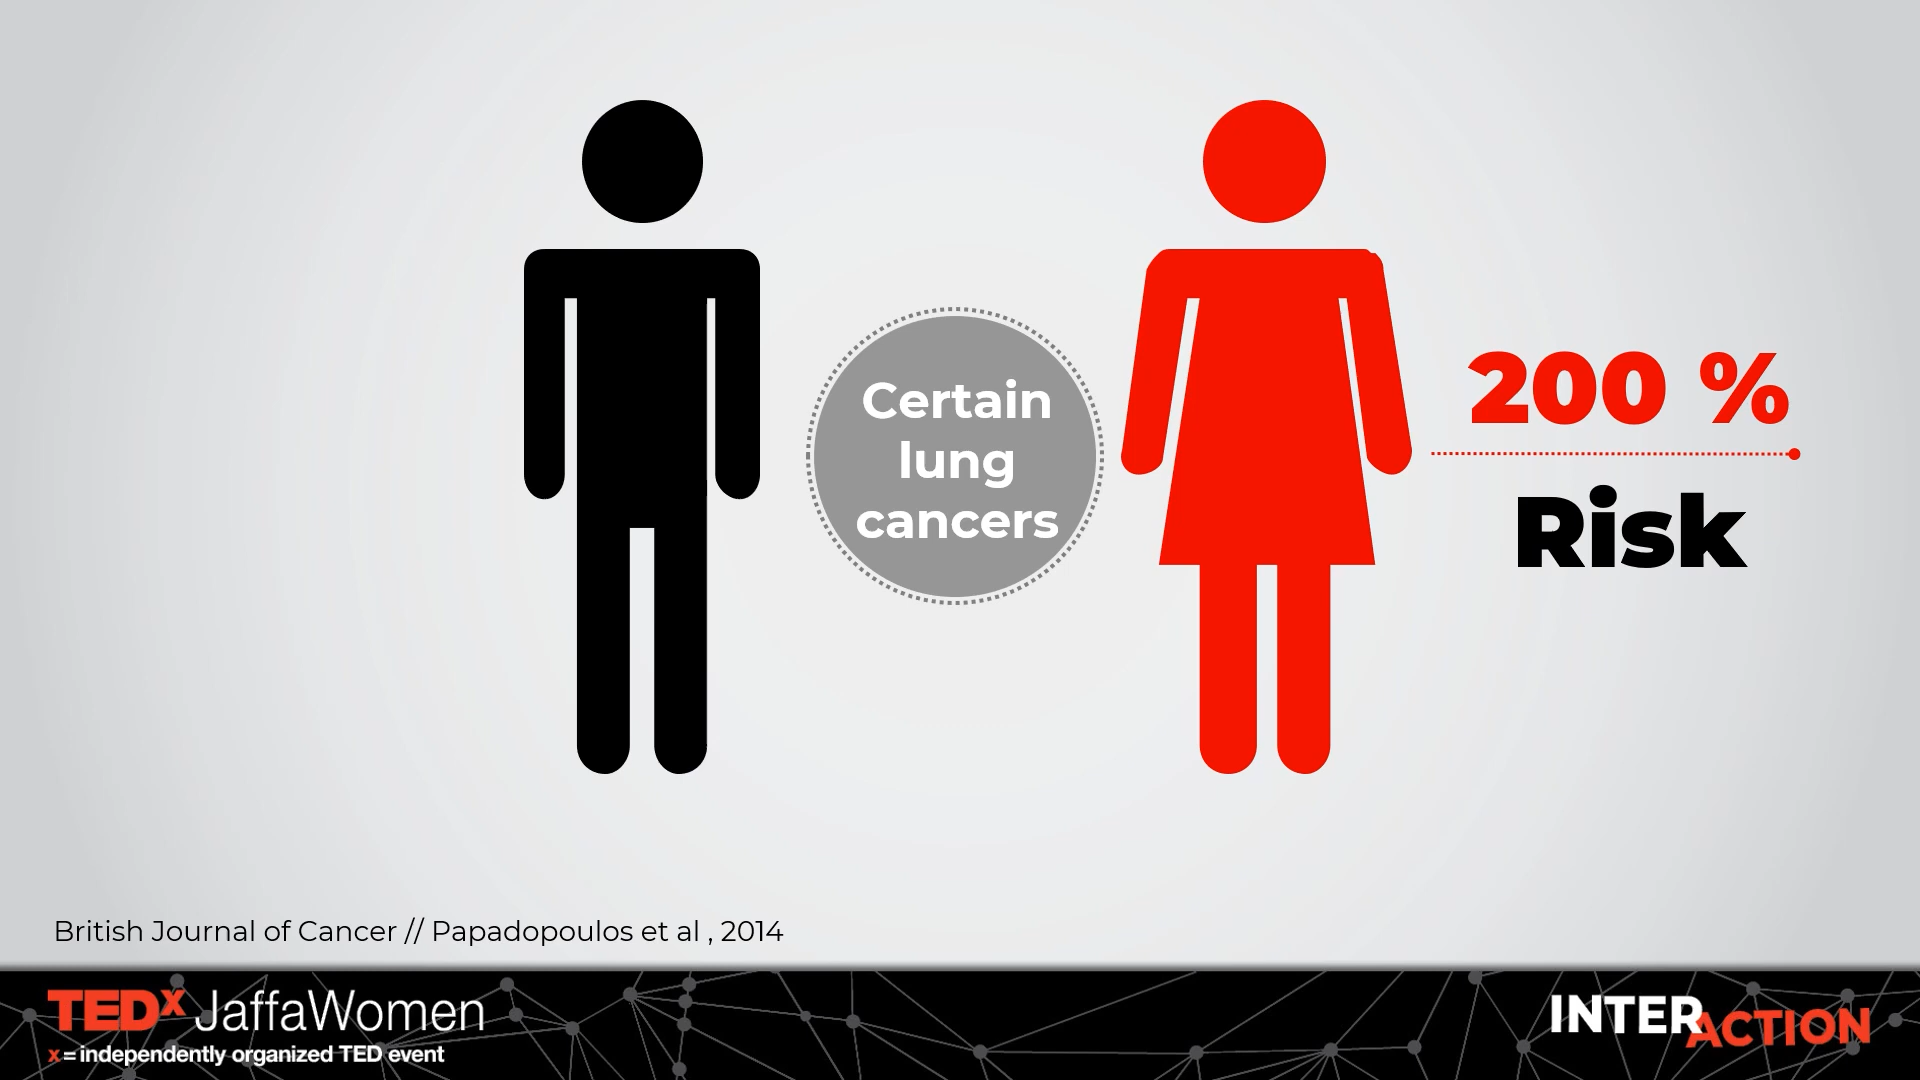 Certain
lung
cancers
200 %
Risk
British Journal of Cancer // Papadopoulos et al , 2014
TEDx JaffaWomen
x = independently organized TED event
INTER
ACTION